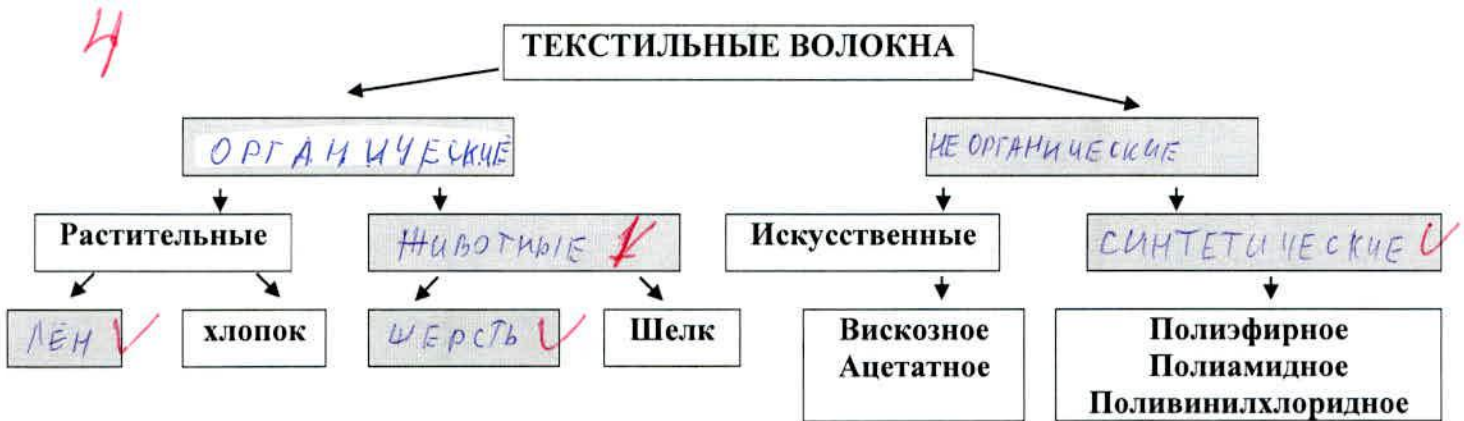 4
ТЕКСТИЛЬНЫЕ ВОЛОКНА
ОРГАНИЧЕСКИЕ
НЕОРГАНИЧЕСКИЕ
Растительные
ЖИВОТНЫЕ
Искусственные
СИНТЕТИЧЕСКИЕ
ЛЁН
хлопок
ШЕРСТЬ
Шелк
Вискозное
Ацетатное
Полиэфирное
Полиамидное
Поливинилхлоридное